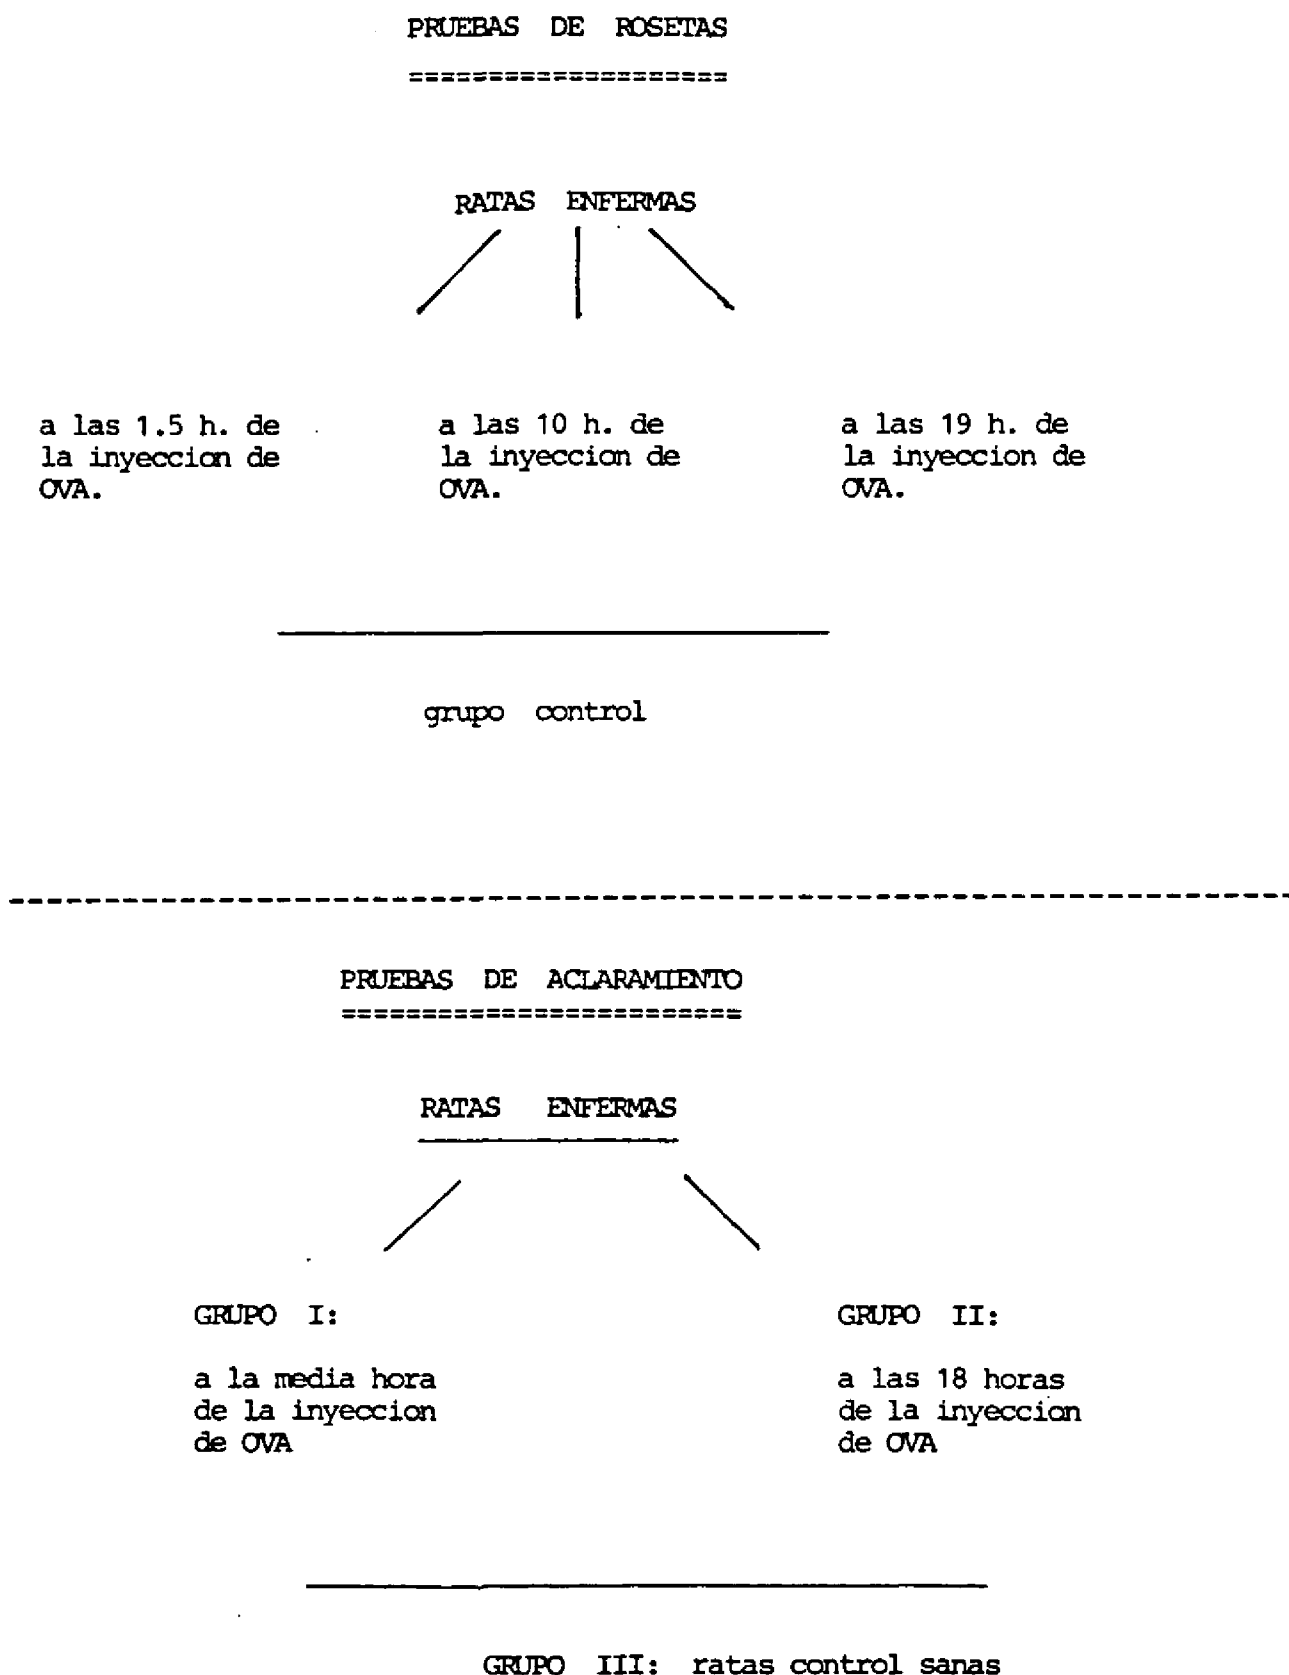 PRUEBAS DE ROSETAS
====================
RATAS ENFERMAS
a las 1.5 h. de
la inyeccion de
OVA.
a las 10 h. de
la inyeccion de
OVA.
a las 19 h. de
la inyeccion de
OVA.
grupo control
PRUEBAS DE ACLARAMIENTO
=========================
RATAS ENFERMAS
GRUPO I:
a la media hora
de la inyeccion
de OVA
GRUPO II:
a las 18 horas
de la inyeccion
de OVA
GRUPO III: ratas control sanas